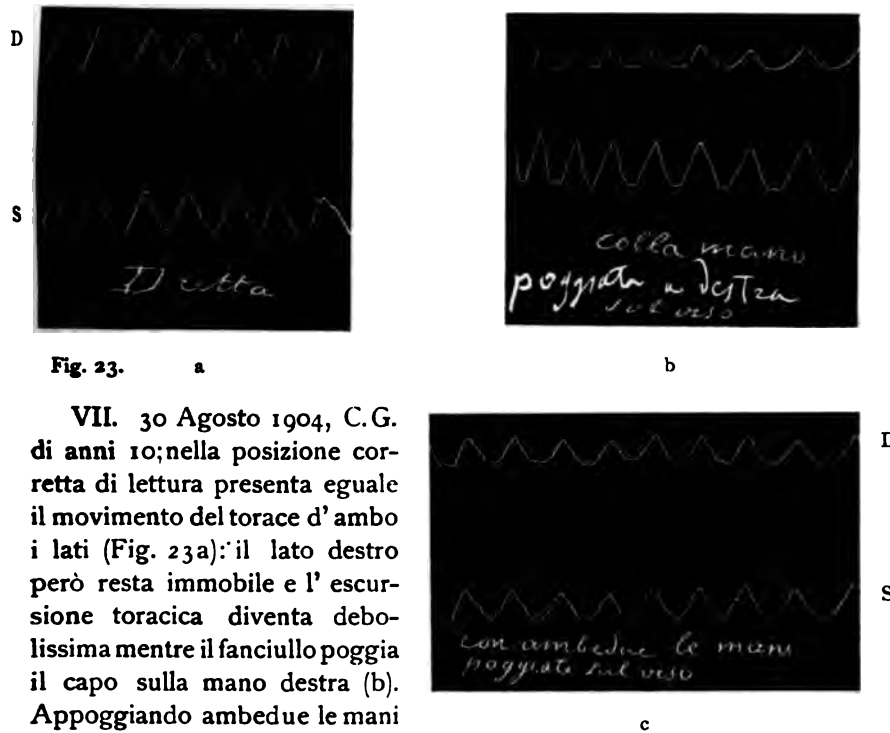 D
S
Dritta
colla mano
poggiata a destra
sul viso
Fig. 23. a
b
VII. 30 Agosto 1904, C. G.
di anni 10; nella posizione cor-
retta di lettura presenta eguale
il movimento del torace d' ambo
i lati (Fig. 23a): il lato destro
però resta immobile e l' escur-
sione toracica diventa debo-
lissima mentre il fanciullo poggia
il capo sulla mano destra (b).
Appoggiando ambedue le mani
D
S
con ambedue le mani
poggiate sul viso
c